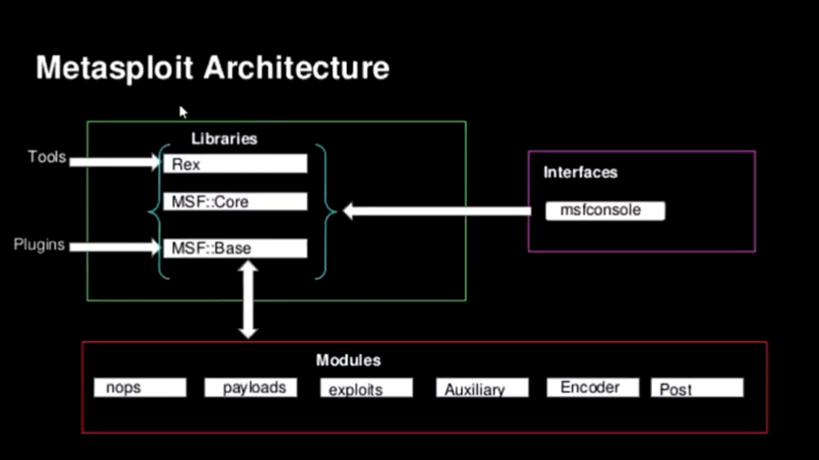 Metasploit Architecture
Libraries
Tools
Rex
MSF::Core
Plugins
MSF::Base
Interfaces
msfconsole
Modules
nops
payloads
exploits
Auxiliary
Encoder
Post